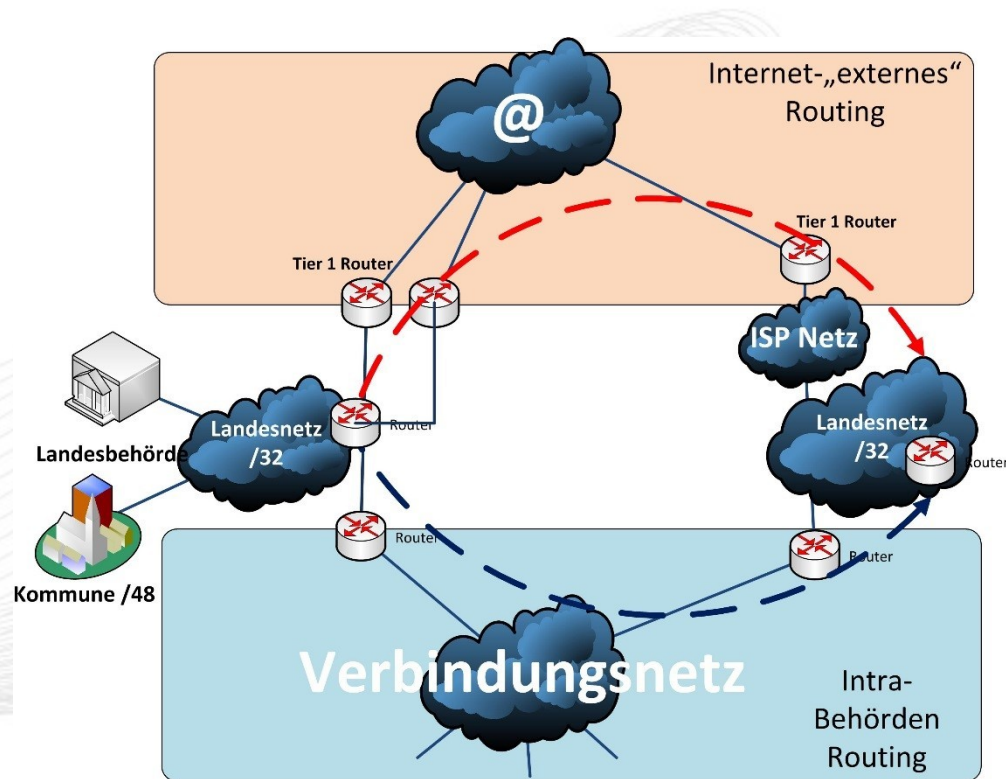 Internet-„externes“
Routing
@
Tier 1 Router
Tier 1 Router
ISP Netz
Landesbehörde
Landesnetz
/32
Router
Landesnetz
/32
Router
Kommune /48
Router
Router
Verbindungsnetz
Intra-
Behörden
Routing